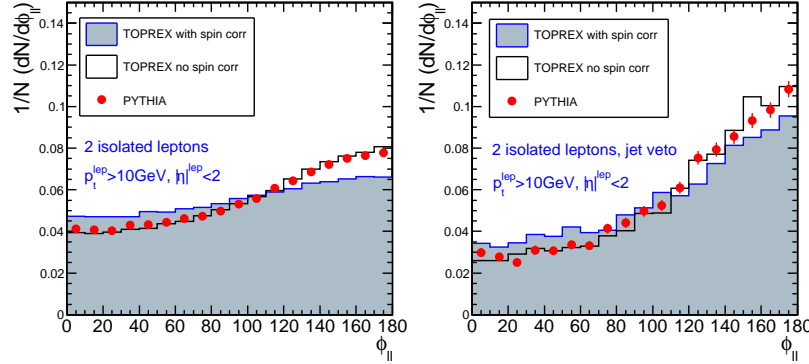 1/N (dN/dϕ_ll)
TOPREX with spin corr
TOPREX no spin corr
PYTHIA
2 isolated leptons
p_t^lep>10GeV, |η|^lep<2
0.14
0.12
0.1
0.08
0.06
0.04
0.02
0
0 20 40 60 80 100 120 140 160 180
ϕ_ll
1/N (dN/dϕ_ll)
TOPREX with spin corr
TOPREX no spin corr
PYTHIA
2 isolated leptons, jet veto
p_t^lep>10GeV, |η|^lep<2
0.14
0.12
0.1
0.08
0.06
0.04
0.02
0
0 20 40 60 80 100 120 140 160 180
ϕ_ll